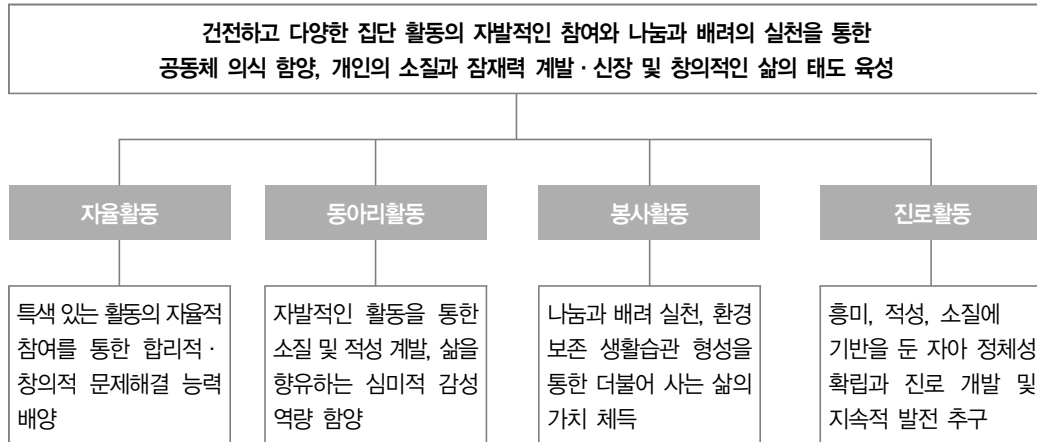 건전하고 다양한 집단 활동의 자발적인 참여와 나눔과 배려의 실천을 통한
공동체 의식 함양, 개인의 소질과 잠재력 계발 · 신장 및 창의적인 삶의 태도 육성
자율활동
동아리활동
봉사활동
진로활동
특색 있는 활동의 자율적
참여를 통한 합리적 ·
창의적 문제해결 능력
배양
자발적인 활동을 통한
소질 및 적성 계발, 삶을
향유하는 심미적 감성
역량 함양
나눔과 배려 실천, 환경
보존 생활습관 형성을
통한 더불어 사는 삶의
가치 체득
흥미, 적성, 소질에
기반을 둔 자아 정체성
확립과 진로 개발 및
지속적 발전 추구